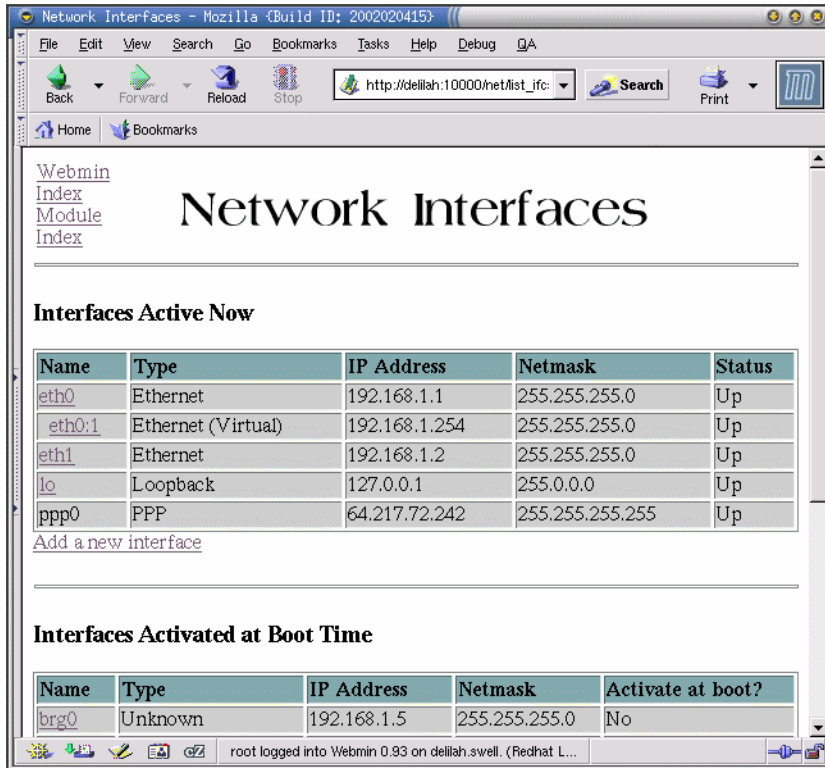 Network Interfaces - Mozilla {Build ID: 2002020415}
File Edit View Search Go Bookmarks Tasks Help Debug QA
Back Forward Reload Stop http://delilah:10000/net/list_ifc: Search Print
Home Bookmarks
Webmin
Index
Module
Index
Network Interfaces
Interfaces Active Now
Name Type IP Address Netmask Status
eth0 Ethernet 192.168.1.1 255.255.255.0 Up
eth0:1 Ethernet (Virtual) 192.168.1.254 255.255.255.0 Up
eth1 Ethernet 192.168.1.2 255.255.255.0 Up
lo Loopback 127.0.0.1 255.0.0.0 Up
ppp0 PPP 64.217.72.242 255.255.255.255 Up
Add a new interface
Interfaces Activated at Boot Time
Name Type IP Address Netmask Activate at boot?
brg0 Unknown 192.168.1.5 255.255.255.0 No
root logged into Webmin 0.93 on delilah.swell. (Redhat L...